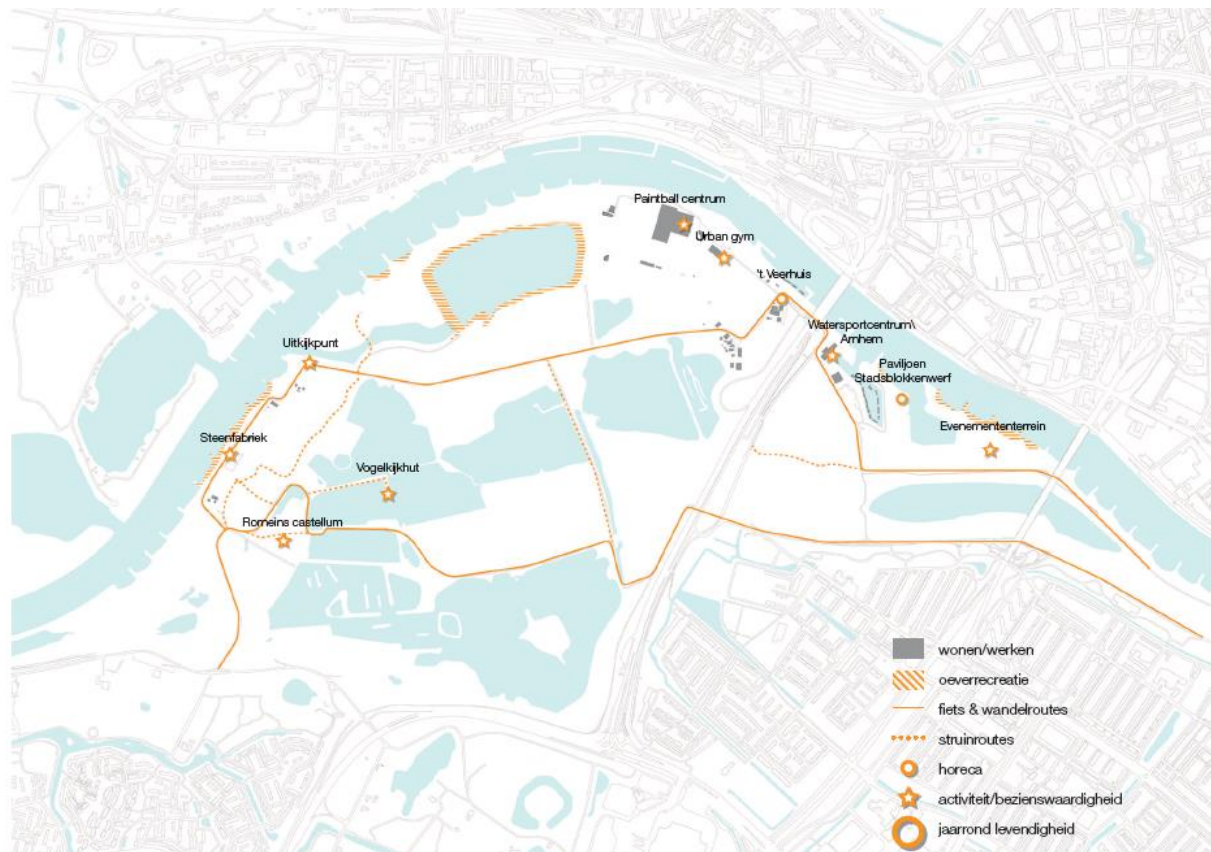 Paintball centrum
Urban gym
't Veerhuis
Watersportcentrum\
Arnhem
Paviljoen
Stadsblokkenwerf
Evenemententerrein
Uitkijkpunt
Steenfabriek
Vogelkijkhut
Romeins castellum
wonen/werken
oeverrecreatie
fiets & wandelroutes
struinroutes
horeca
activiteit/bezienswaardigheid
jaarrond levendigheid